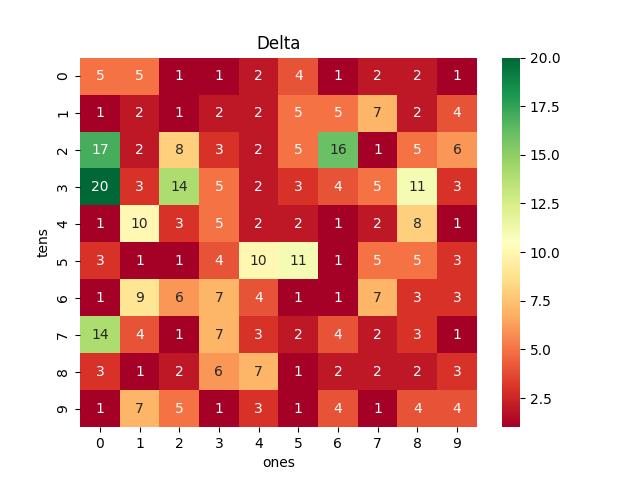 Delta
0 5 5 1 1 2 4 1 2 2 1
1 1 2 1 2 2 5 5 7 2 4
2 17 2 8 3 2 5 16 1 5 6
3 20 3 14 5 2 3 4 5 11 3
4 1 10 3 5 2 2 1 2 8 1
5 3 1 1 4 10 11 1 5 5 3
6 1 9 6 7 4 1 1 7 3 3
7 14 4 1 7 3 2 4 2 3 1
8 3 1 2 6 7 1 2 2 2 3
9 1 7 5 1 3 1 4 1 4 4
0 1 2 3 4 5 6 7 8 9
ones
tens
20.0
17.5
15.0
12.5
10.0
7.5
5.0
2.5